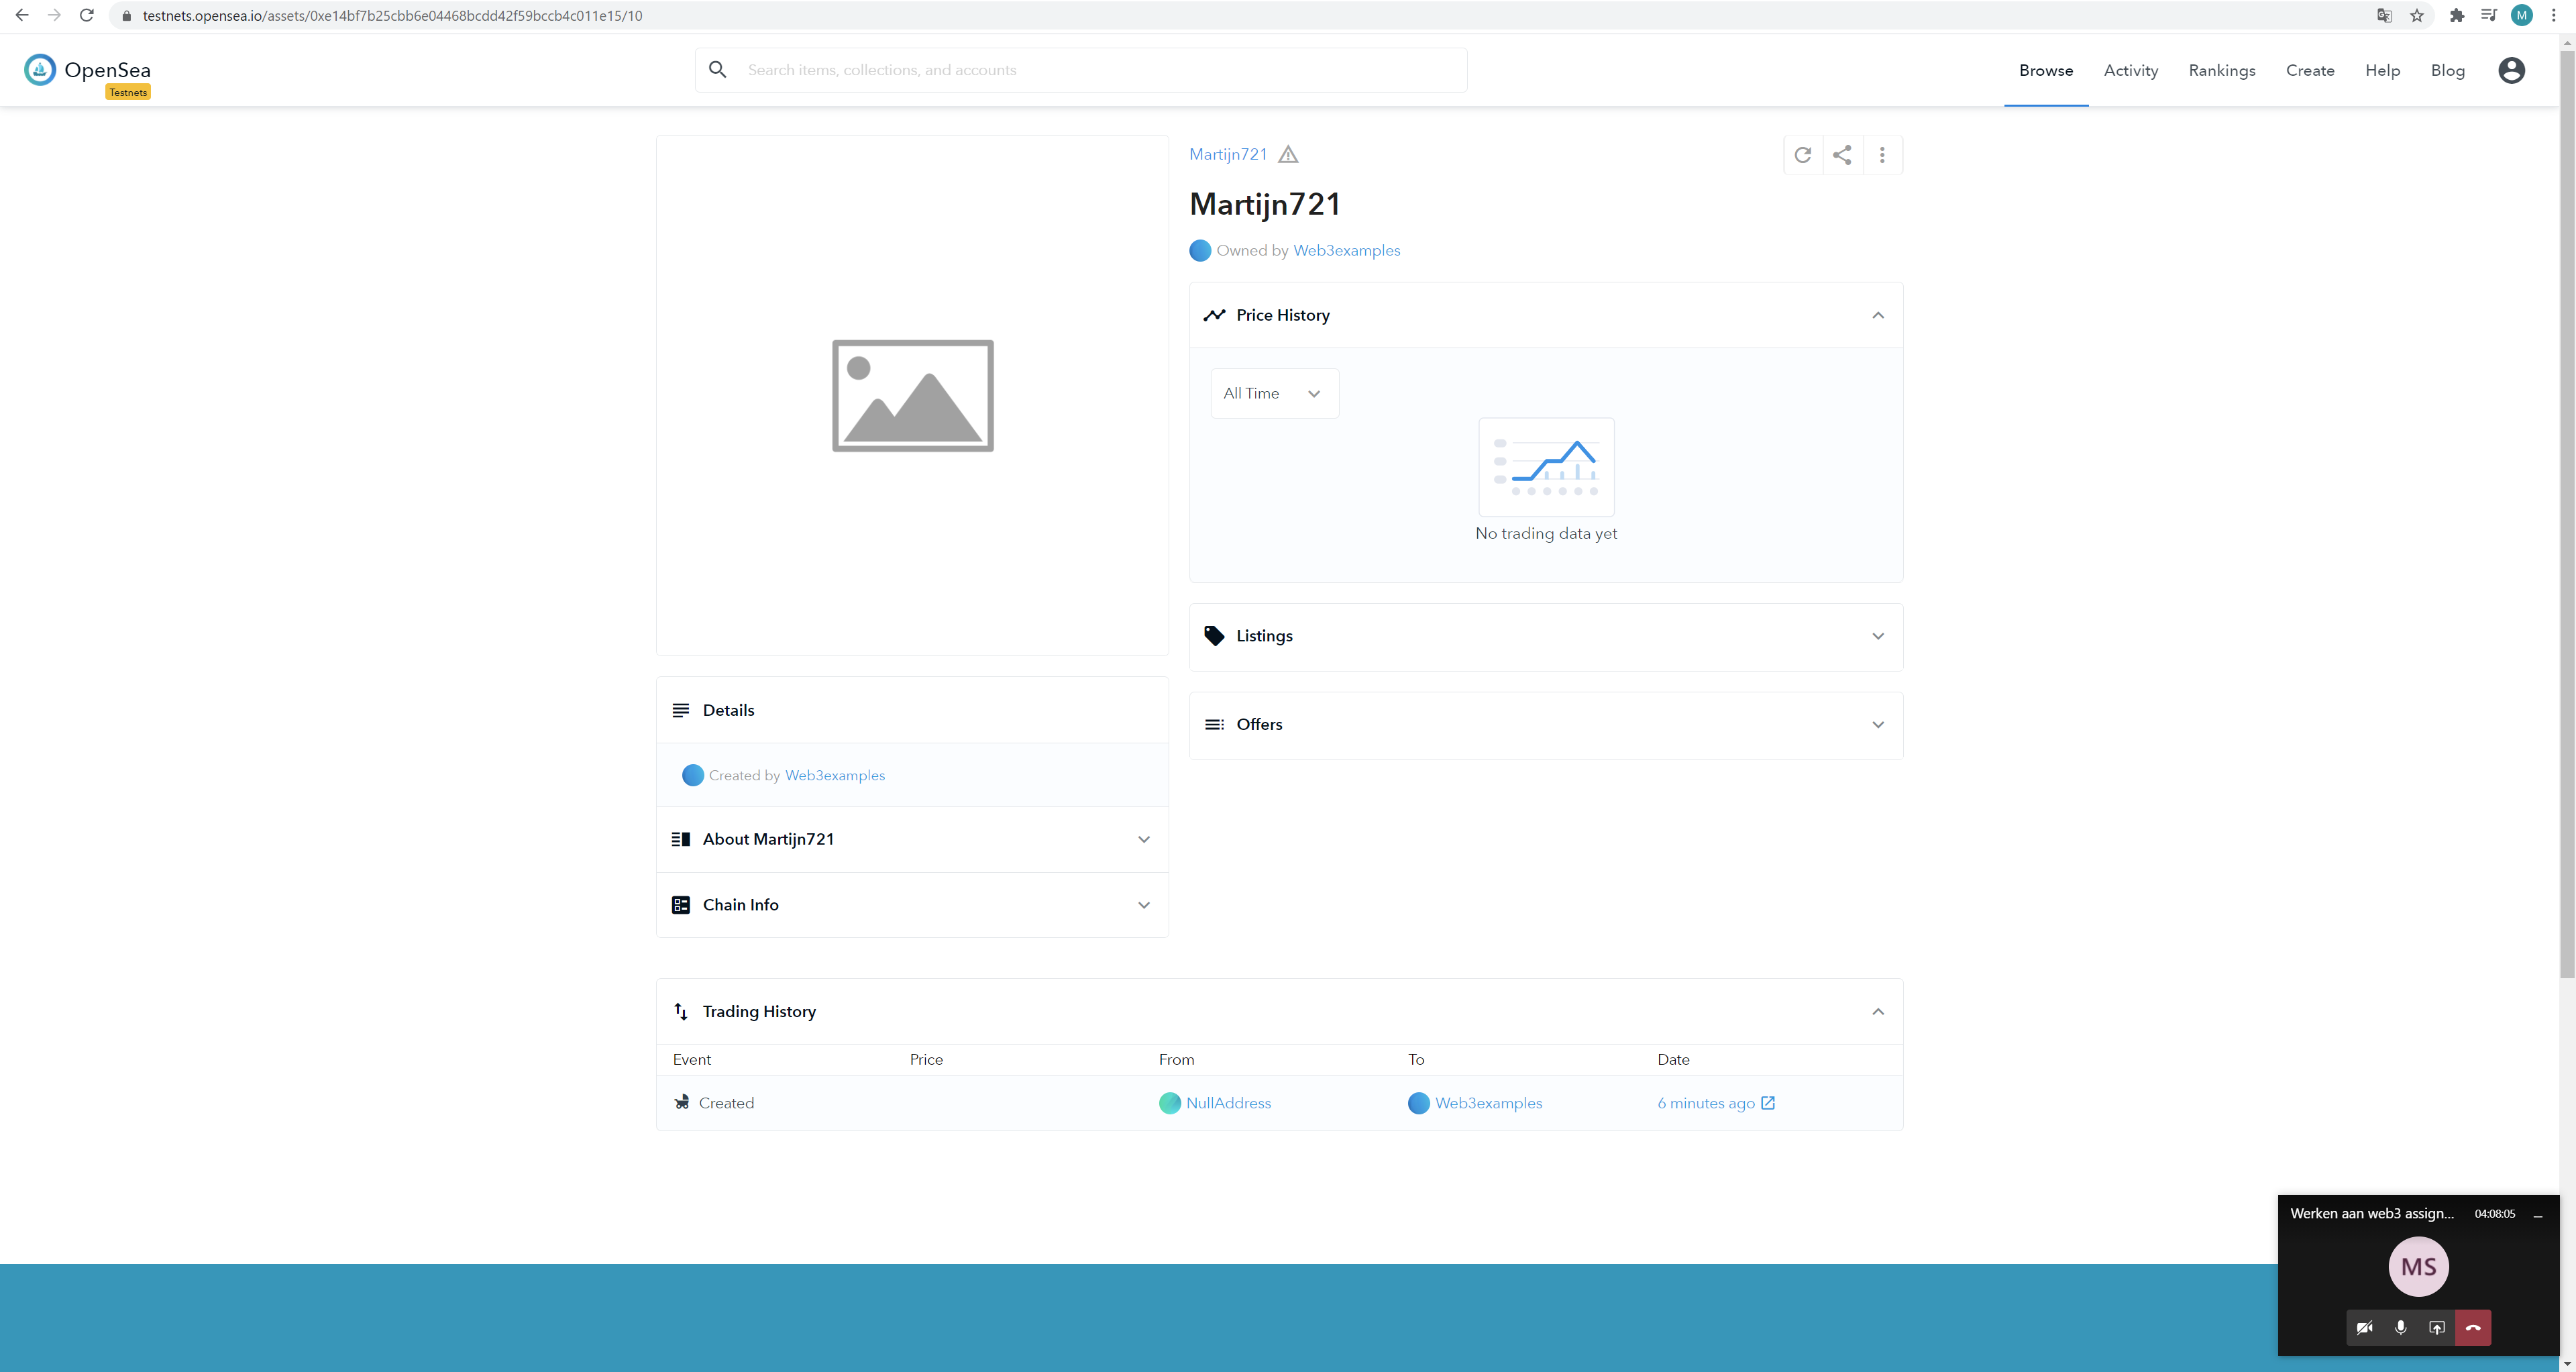 testnets.opensea.io/assets/0xe14bf7b25cbb6e04468bcdd42f59bccb4c011e15/10
M
OpenSea
Testnets
Search items, collections, and accounts
Browse
Activity
Rankings
Create
Help
Blog
Martijn721
Martijn721
Owned by Web3examples
Price History
All Time
No trading data yet
Listings
Offers
Details
Created by Web3examples
About Martijn721
Chain Info
Trading History
Event Price From To Date
Created NullAddress Web3examples 6 minutes ago
Werken aan web3 assign... 04:08:05
MS